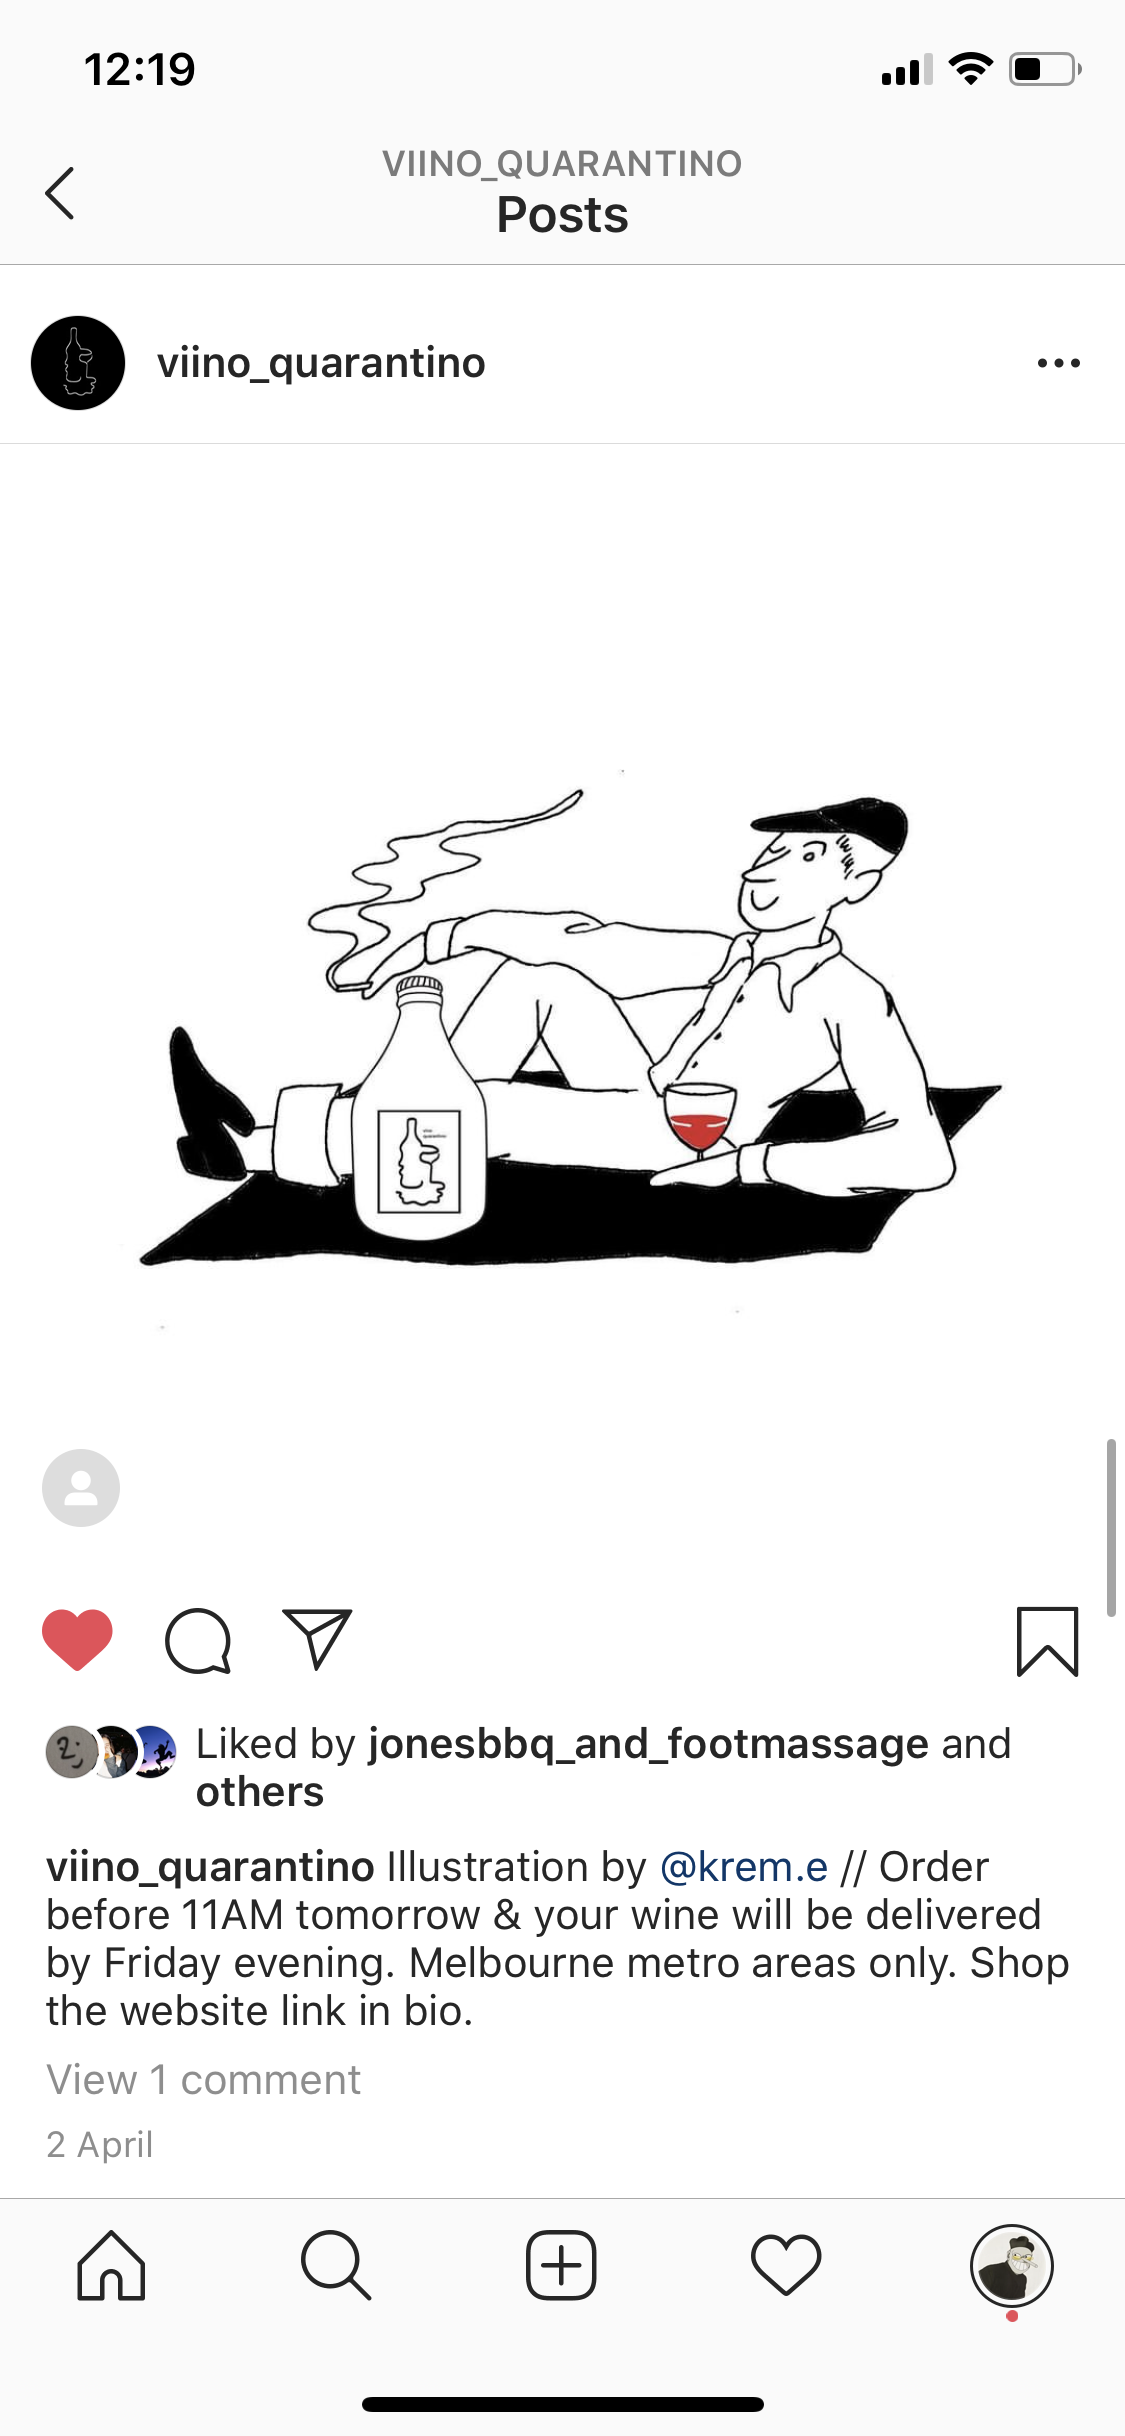 12:19
VIINO_QUARANTINO
Posts
viino_quarantino
viino
quarantino
Liked by jonesbbq_and_footmassage and
others
viino_quarantino Illustration by @krem.e // Order
before 11AM tomorrow & your wine will be delivered
by Friday evening. Melbourne metro areas only. Shop
the website link in bio.
View 1 comment
2 April